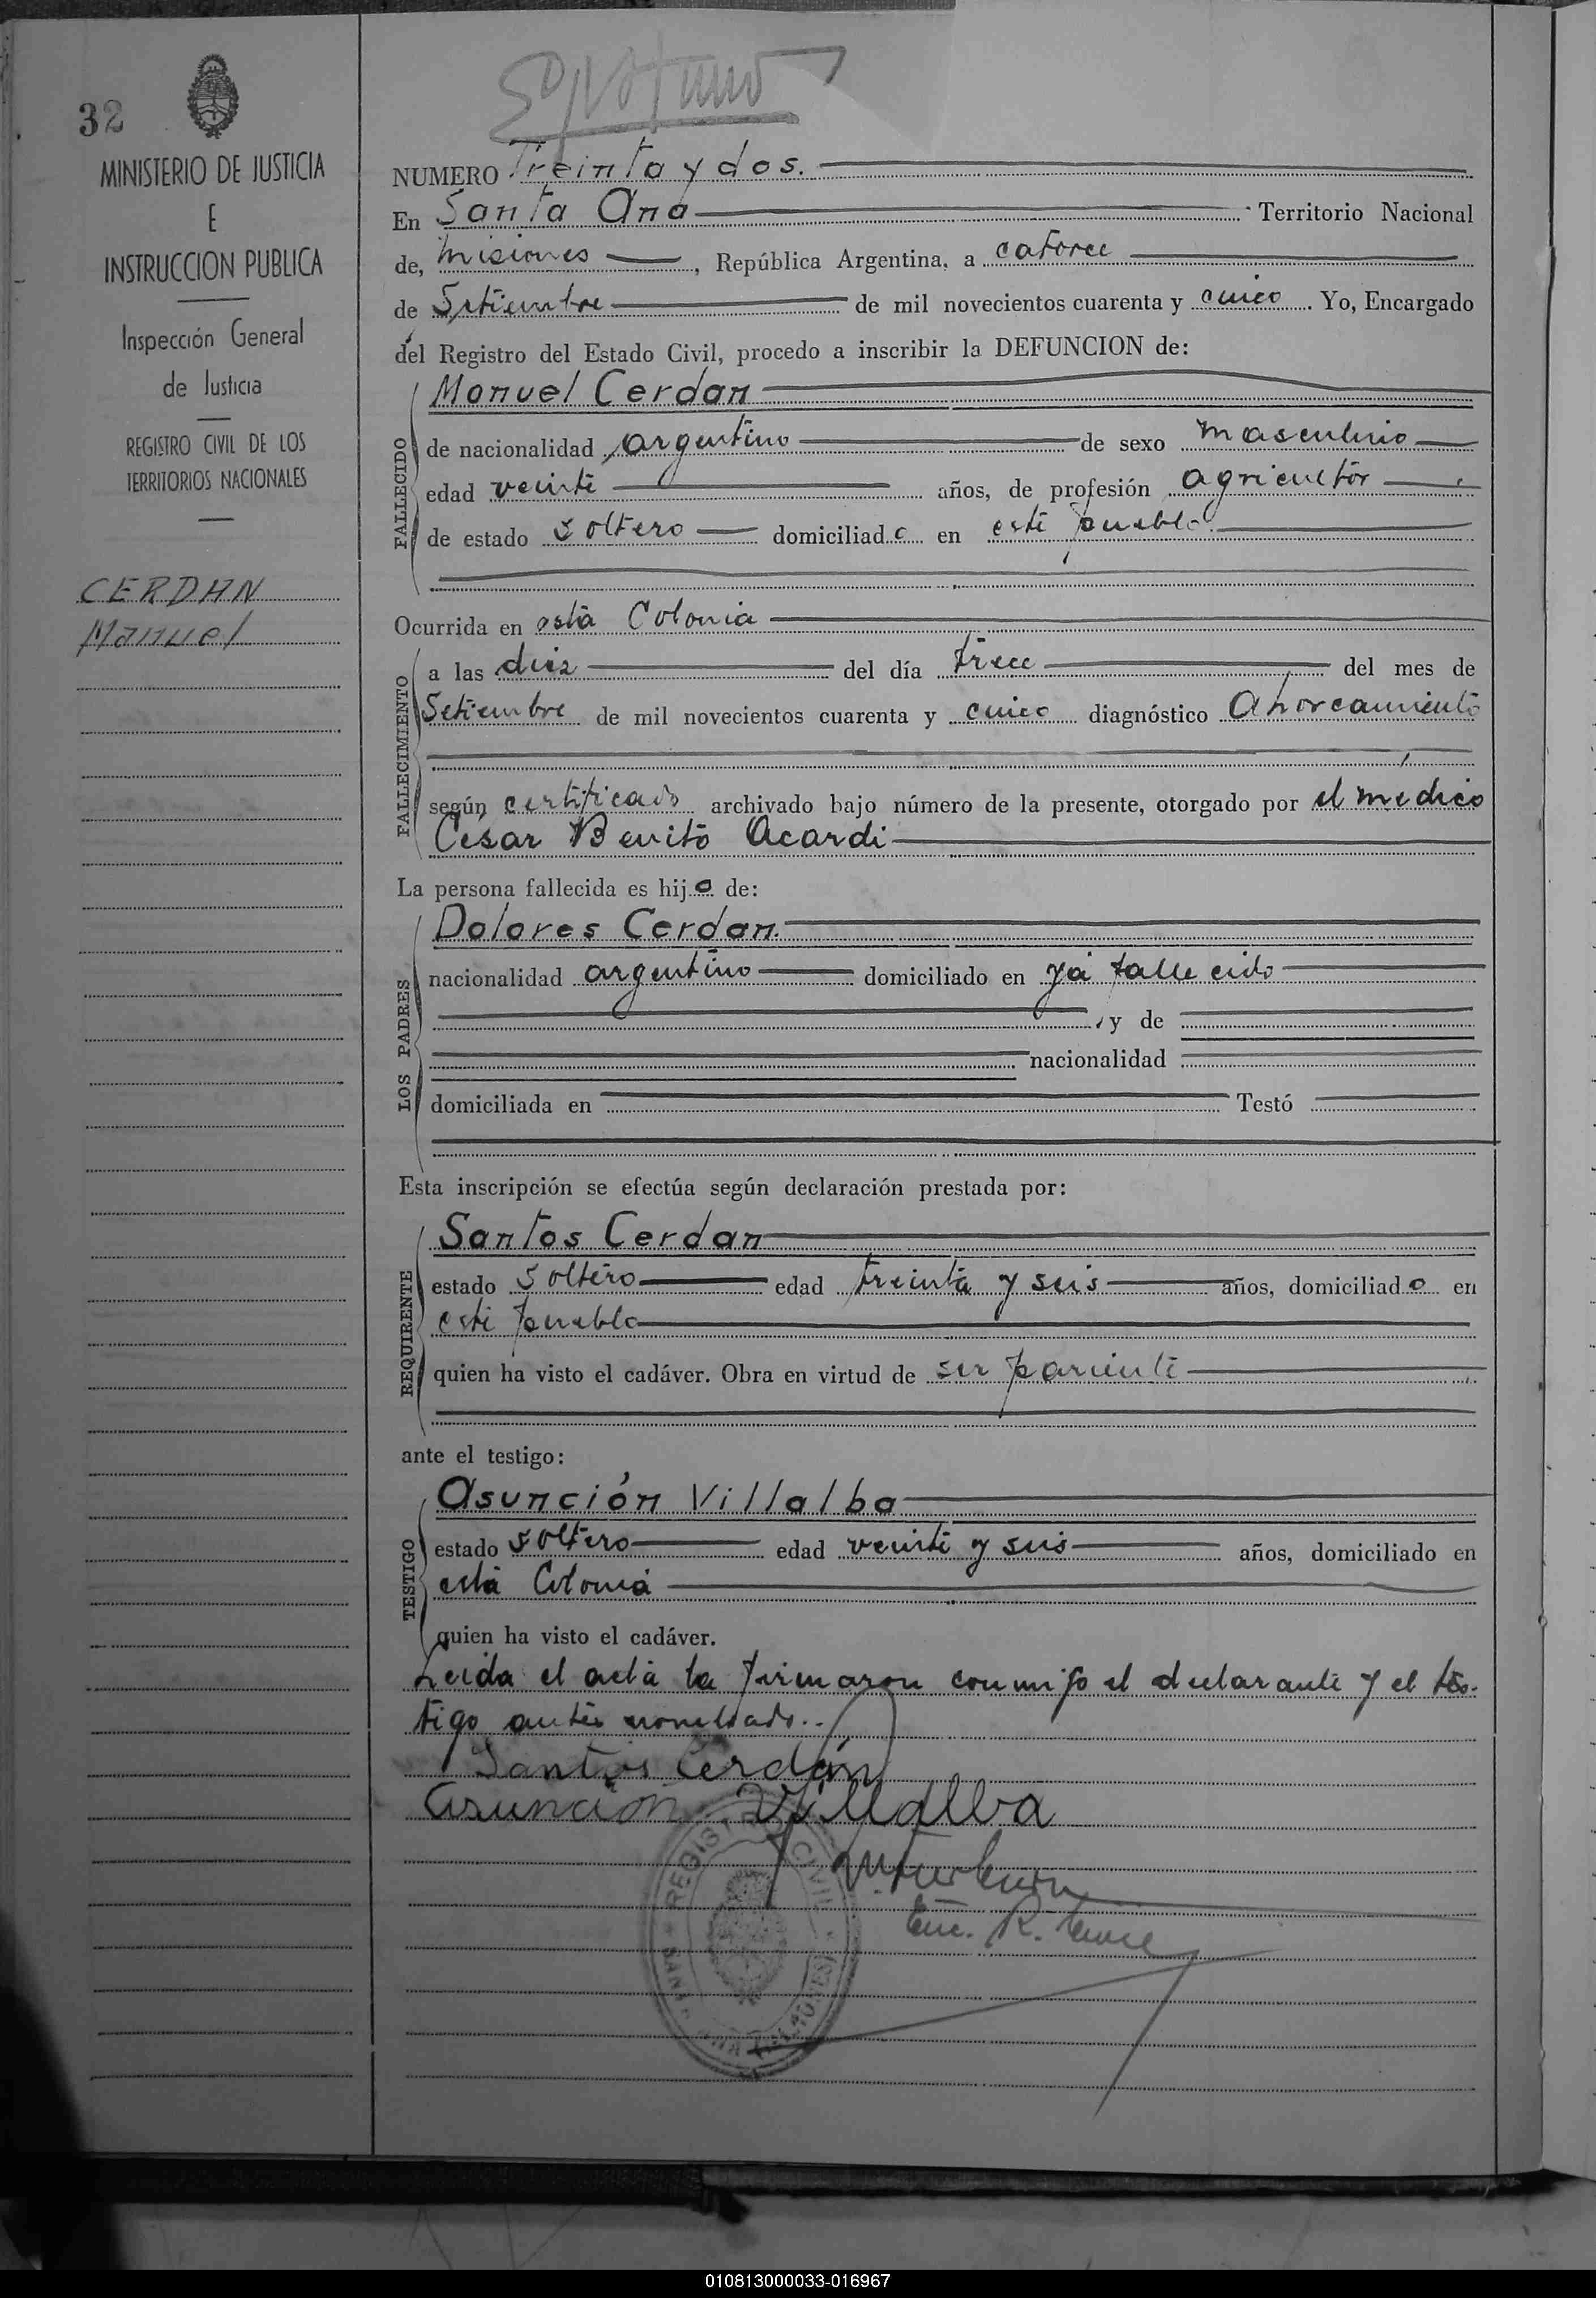 32
MINISTERIO DE JUSTICIA
E
INSTRUCCION PUBLICA
Inspección General
de Justicia
REGISTRO CIVIL DE LOS
TERRITORIOS NACIONALES
CERDAN
Manuel
NUMERO Treinta y dos.
En Santa Ana Territorio Nacional
de, Misiones, República Argentina, a catorce
de Setiembre de mil novecientos cuarenta y cinco. Yo, Encargado
del Registro del Estado Civil, procedo a inscribir la DEFUNCION de:
FALLECIDO
Manuel Cerdan
de nacionalidad argentino de sexo masculino
edad veinte años, de profesión agricultor
de estado soltero domiciliado en este pueblo.
Ocurrida en esta Colonia
FALLECIMIENTO
a las diez del día trece del mes de
Setiembre de mil novecientos cuarenta y cinco diagnóstico Ahorcamiento
según certificado archivado bajo número de la presente, otorgado por el médico
César Benito Acardi
La persona fallecida es hijo de:
LOS PADRES
Dolores Cerdan.
nacionalidad argentino domiciliado en ya fallecido
, y de
nacionalidad
domiciliada en Testó
Esta inscripción se efectúa según declaración prestada por:
REQUIRENTE
Santos Cerdan
estado soltero edad treinta y seis años, domiciliado en
este pueblo
quien ha visto el cadáver. Obra en virtud de ser pariente
ante el testigo:
TESTIGO
Asunción Villalba
estado soltero edad veinte y seis años, domiciliado en
esta Colonia
quien ha visto el cadáver.
Leida el acta la firmaron conmigo el declarante y el tes-
tigo antes nombrado..
Santos Cerdán
Asunción Villalba
Enc. R. Civil
REGISTRO CIVIL
SANTA ANA (MISIONES)
010813000033-016967